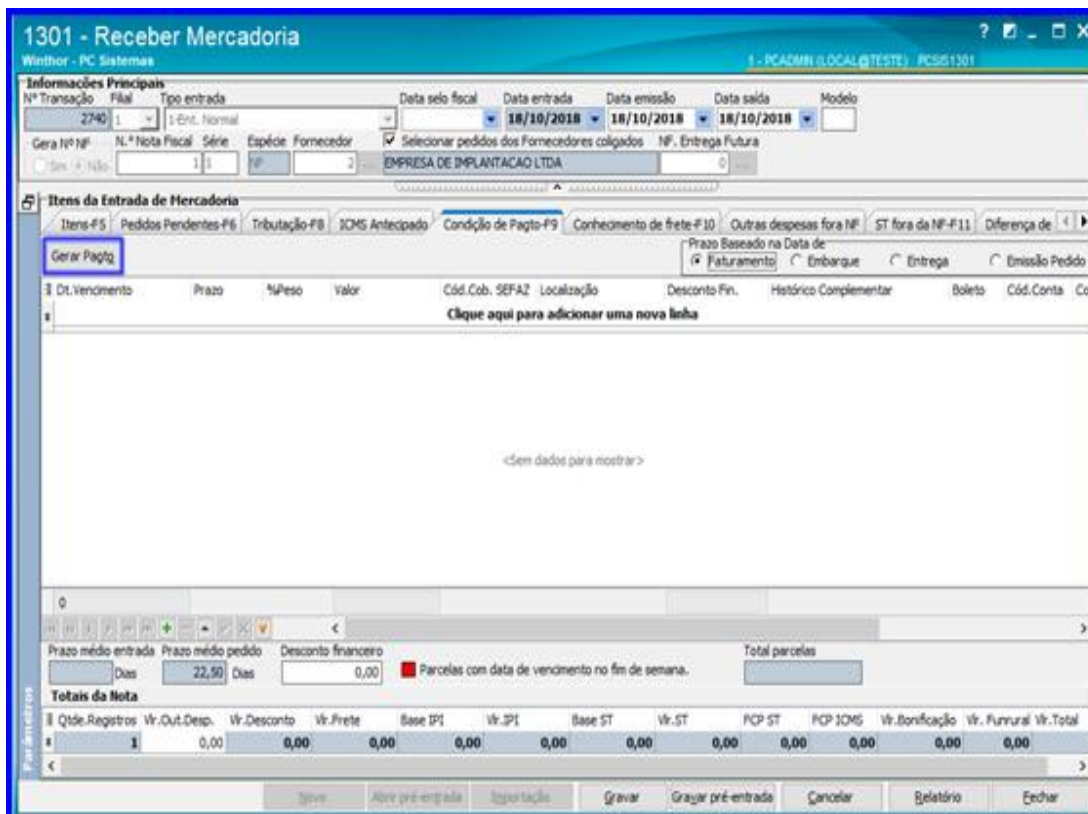 1301 - Receber Mercadoria
Winthor - PC Sistemas
1 - PCADMIN (LOCAL@TESTE) PCSIS1301
Informações Principais
Nº Transação Filial Tipo entrada Data selo fiscal Data entrada Data emissão Data saída Modelo
2740 1 1-Ent. Normal 18/10/2018 18/10/2018 18/10/2018
Gera Nº NF N.º Nota Fiscal Série Espécie Fornecedor Selecionar pedidos dos Fornecedores coligados NF. Entrega Futura
Sim Não 1 1 NF 2 ... EMPRESA DE IMPLANTACAO LTDA 0 ...
Itens da Entrada de Mercadoria
Itens-F5 Pedidos Pendentes-F6 Tributação-F8 ICMS Antecipado Condição de Pagto-F9 Conhecimento de frete-F10 Outras despesas fora NF ST fora da NF-F11 Diferença de
Gerar Pagto
Prazo Baseado na Data de
Faturamento Embarque Entrega Emissão Pedido
Dt.Vencimento Prazo %Peso Valor Cód.Cob. SEFAZ Localização Desconto Fin. Histórico Complementar Boleto Cód.Conta Co
Clique aqui para adicionar uma nova linha
<Sem dados para mostrar>
0
Prazo médio entrada Prazo médio pedido Desconto financeiro Total parcelas
Dias 22,50 Dias 0,00 Parcelas com data de vencimento no fim de semana.
Totais da Nota
Qtde.Registros Vlr.Out.Desp. Vlr.Desconto Vlr.Frete Base IPI Vlr.IPI Base ST Vlr.ST FCP ST FCP ICMS Vlr.Bonificação Vlr. Funrural Vlr.Total
1 0,00 0,00 0,00 0,00 0,00 0,00 0,00 0,00 0,00 0,00 0,00
Parâmetros
Novo Abrir pré-entrada Importação Gravar Gravar pré-entrada Cancelar Relatório Fechar